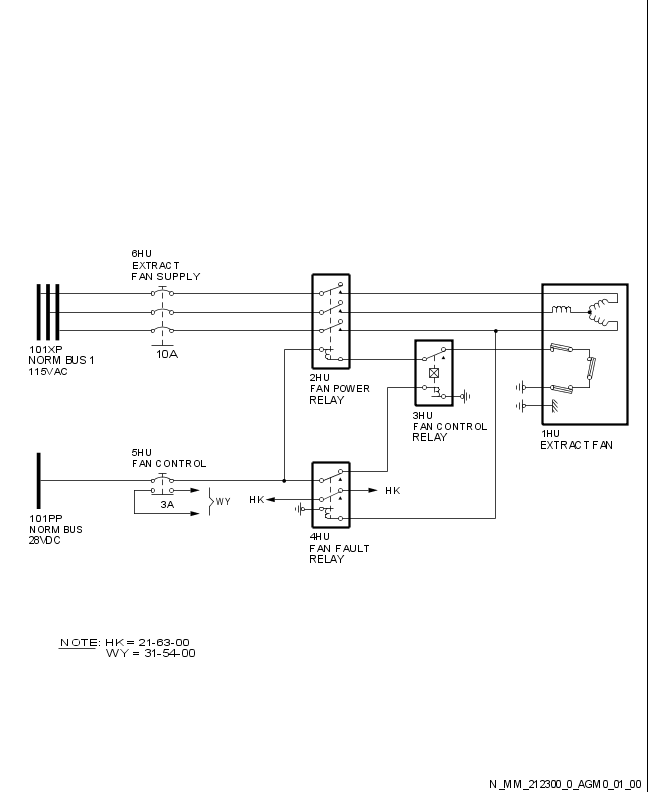 6HU
EXTRACT
FAN SUPPLY
10A
101XP
NORM BUS 1
115VAC
2HU
FAN POWER
RELAY
3HU
FAN CONTROL
RELAY
1HU
EXTRACT FAN
5HU
FAN CONTROL
3A
WY
HK
HK
101PP
NORM BUS
28VDC
4HU
FAN FAULT
RELAY
NOTE: HK = 21-63-00
WY = 31-54-00
N_MM_212300_0_AGM0_01_00